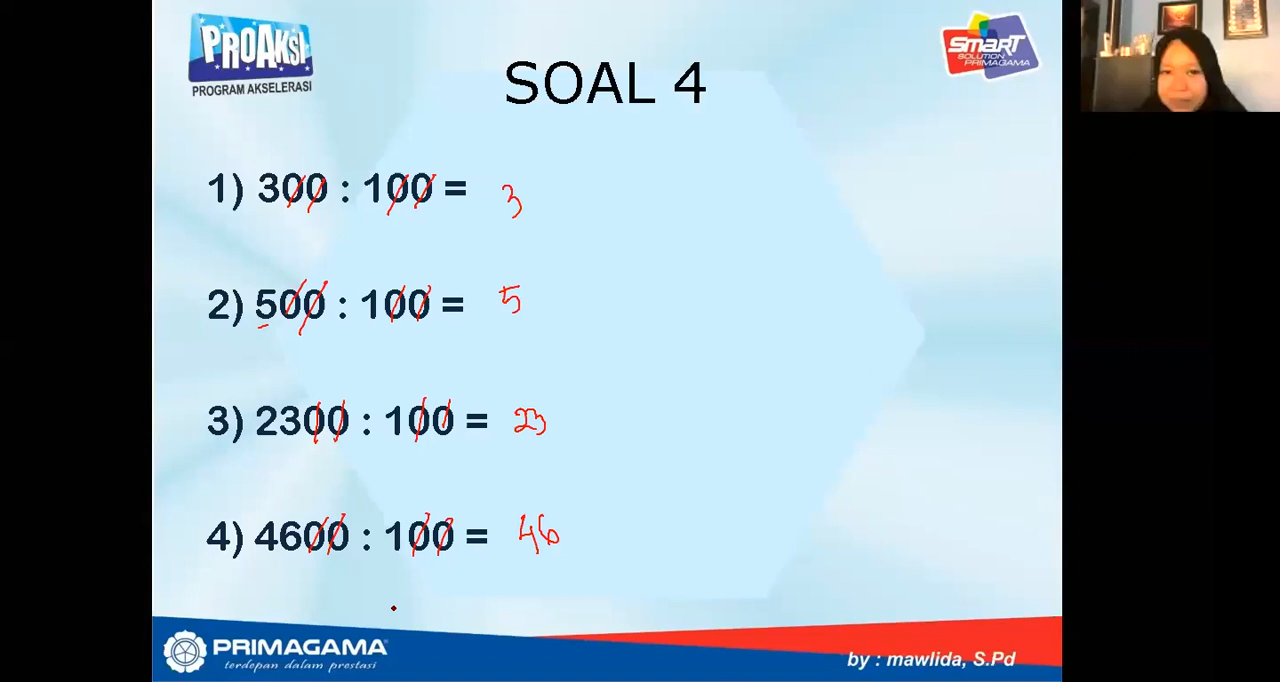 PROAKSI
PROGRAM AKSELERASI
SMART
SOLUTION
PRIMAGAMA
SOAL 4
1) 300 : 100 = 3
2) 500 : 100 = 5
3) 2300 : 100 = 23
4) 4600 : 100 = 46
PRIMAGAMA
terdepan dalam prestasi
by : mawlida, S.Pd